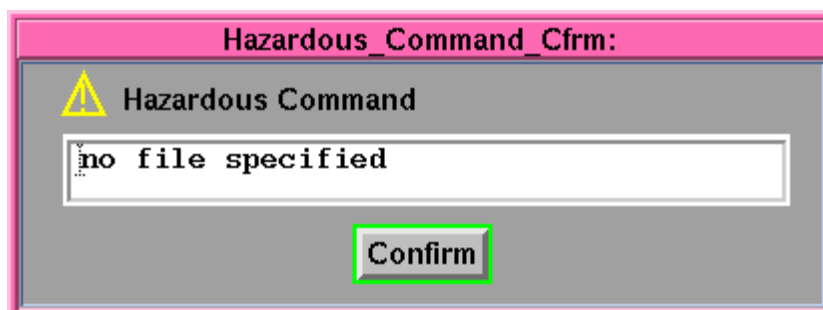 Hazardous_Command_Cfrm:
Hazardous Command
no file specified
Confirm